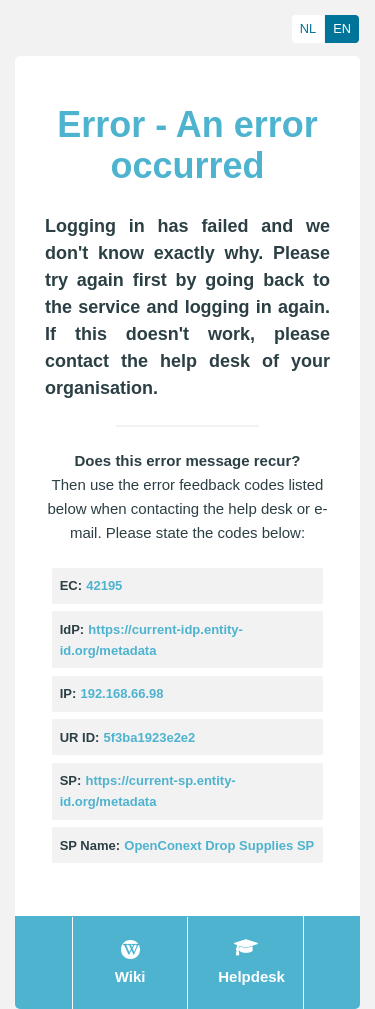 NL EN
Error - An error
occurred
Logging in has failed and we
don't know exactly why. Please
try again first by going back to
the service and logging in again.
If this doesn't work, please
contact the help desk of your
organisation.
Does this error message recur?
Then use the error feedback codes listed
below when contacting the help desk or e-
mail. Please state the codes below:
EC: 42195
IdP: https://current-idp.entity-
id.org/metadata
IP: 192.168.66.98
UR ID: 5f3ba1923e2e2
SP: https://current-sp.entity-
id.org/metadata
SP Name: OpenConext Drop Supplies SP
Wiki Helpdesk